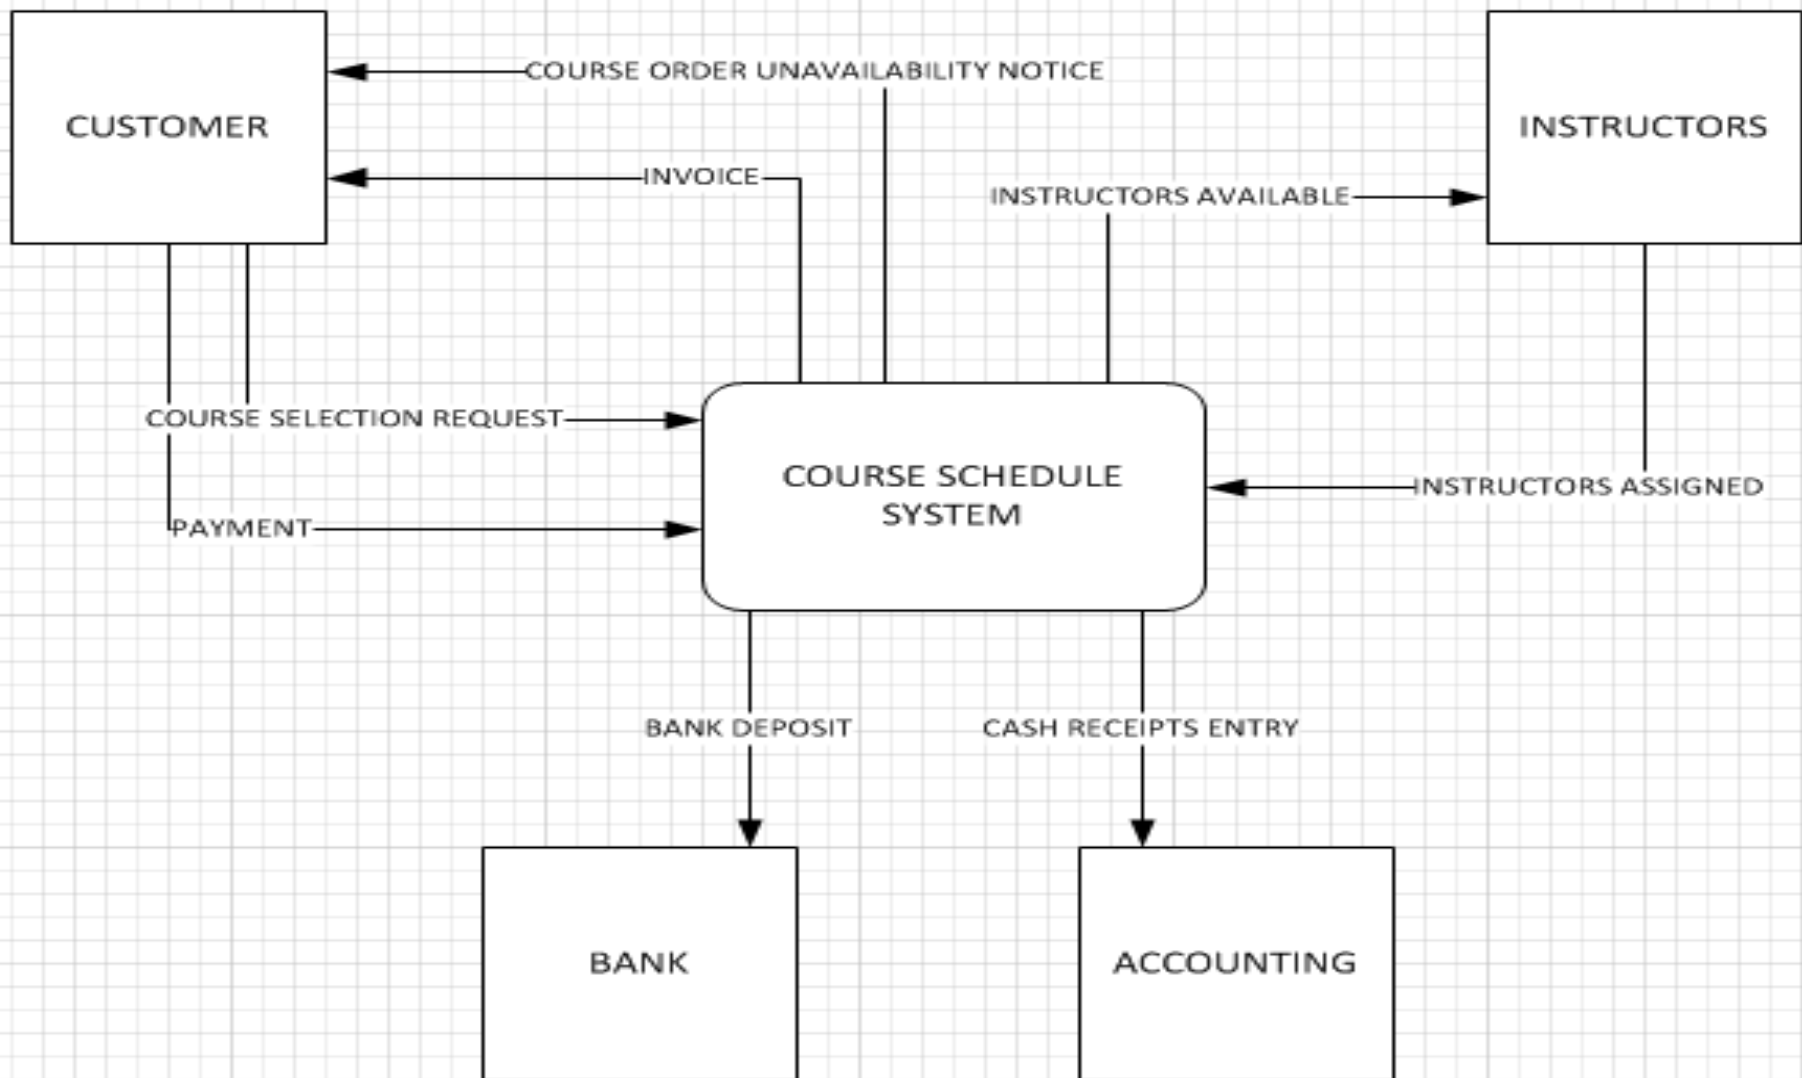 COURSE ORDER UNAVAILABILITY NOTICE
CUSTOMER
INSTRUCTORS
INVOICE
INSTRUCTORS AVAILABLE
COURSE SELECTION REQUEST
COURSE SCHEDULE
SYSTEM
INSTRUCTORS ASSIGNED
PAYMENT
BANK DEPOSIT
CASH RECEIPTS ENTRY
BANK
ACCOUNTING